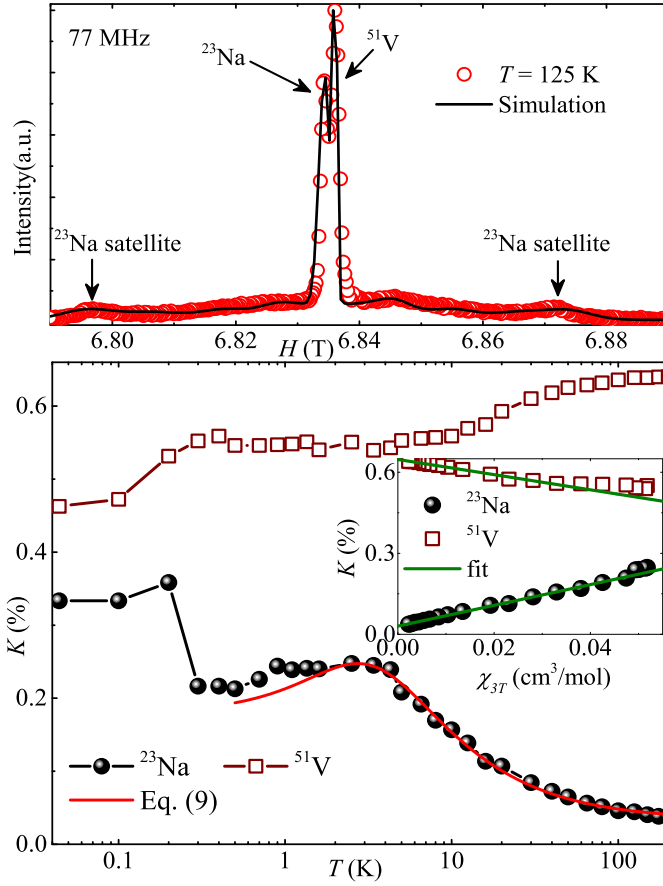 77 MHz
²³Na
⁵¹V
T = 125 K
Simulation
Intensity(a.u.)
²³Na satellite
²³Na satellite
6.80
6.82
6.84
6.86
6.88
H (T)
0.6
0.4
0.2
0.0
K (%)
0.6
0.3
0.0
K (%)
²³Na
⁵¹V
fit
0.00
0.02
0.04
χ3T (cm³/mol)
²³Na
⁵¹V
Eq. (9)
0.1
1
10
100
T (K)